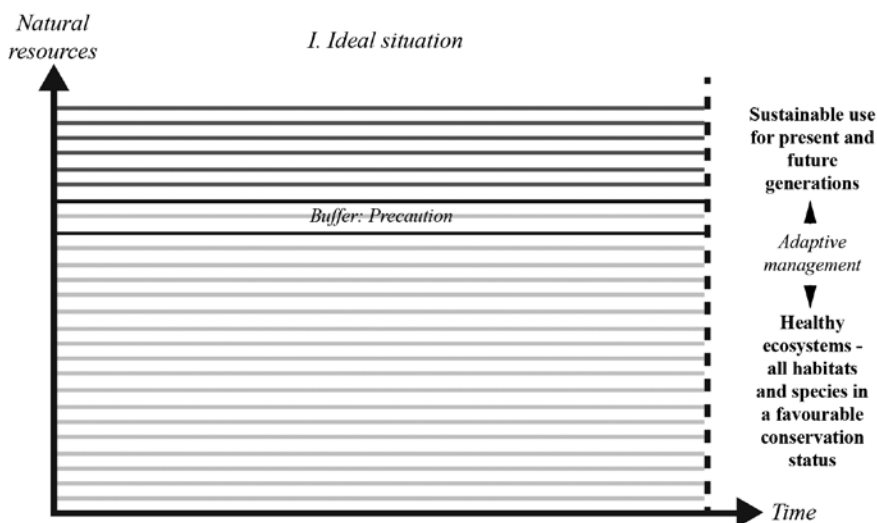 Natural
resources
I. Ideal situation
Sustainable use
for present and
future
generations
Buffer: Precaution
Adaptive
management
Healthy
ecosystems -
all habitats
and species in
a favourable
conservation
status
Time